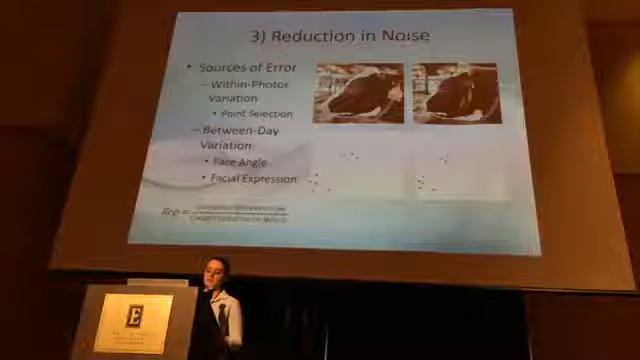 3) Reduction in Noise
• Sources of Error
– Within-Photos
Variation
• Point Selection
– Between-Day
Variation
• Face Angle
• Facial Expression
Rep =
E